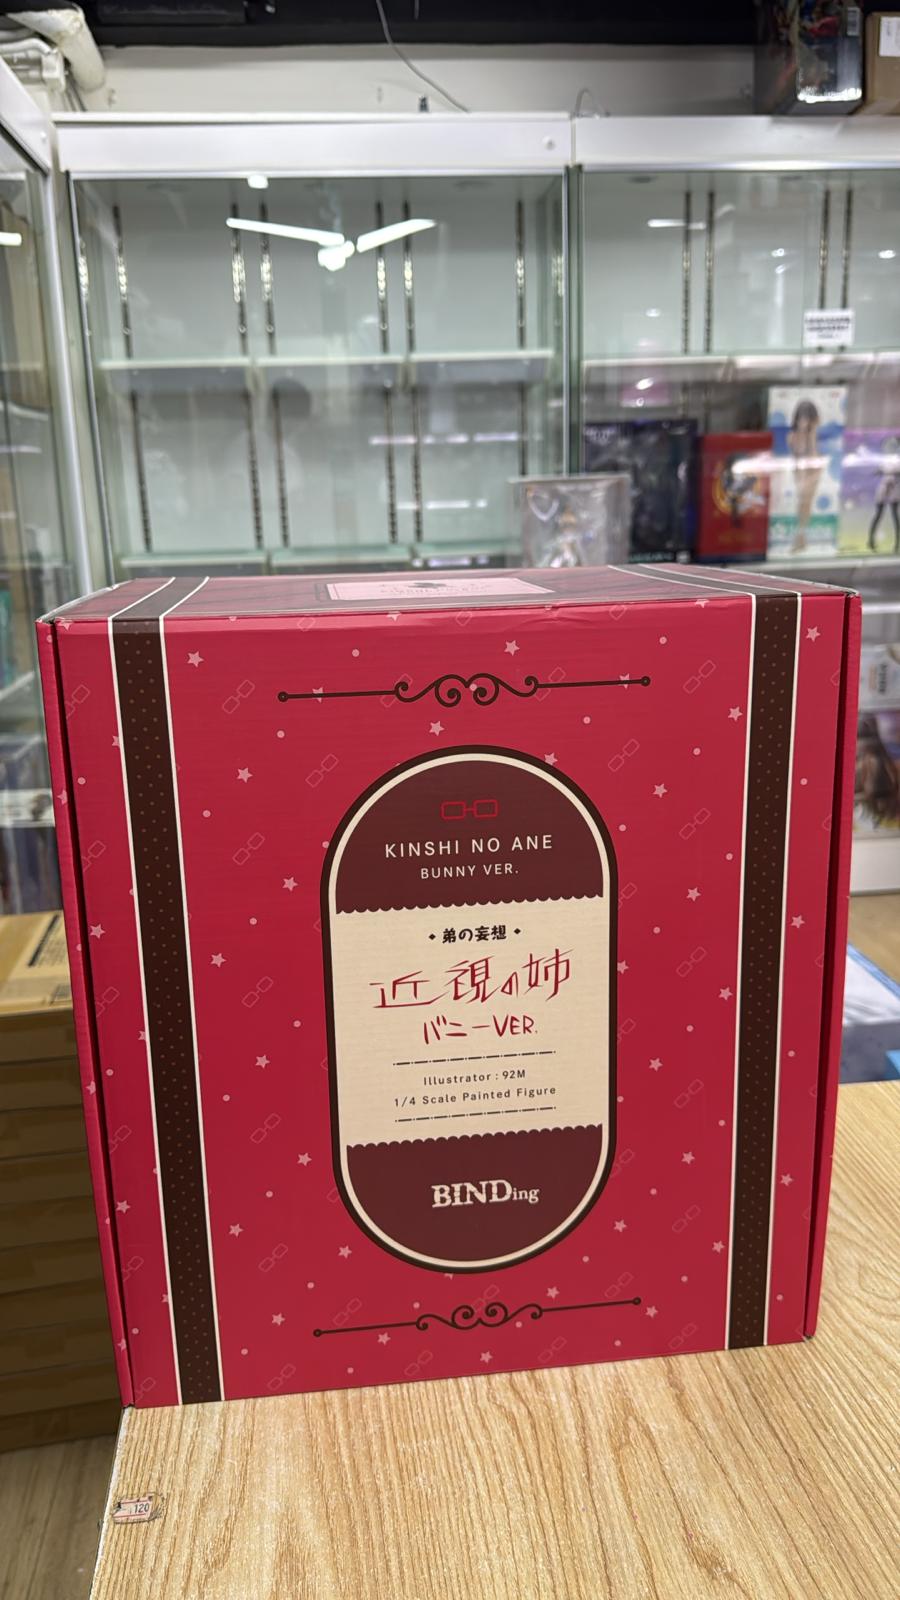 KINSHI NO ANE
BUNNY VER.
弟の妄想
近視の姉
バニーVER.
Illustrator : 92M
1/4 Scale Painted Figure
BINDing
120